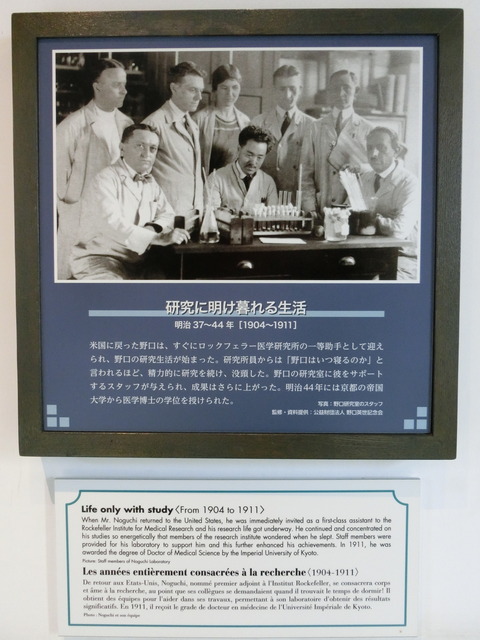 研究に明け暮れる生活
明治37〜44年［1904〜1911］
米国に戻った野口は、すぐにロックフェラー医学研究所の一等助手として迎え
られ、野口の研究生活が始まった。研究所員からは「野口はいつ寝るのか」と
言われるほど、精力的に研究を続け、没頭した。野口の研究室に彼をサポート
するスタッフが与えられ、成果はさらに上がった。明治44年には京都の帝国
大学から医学博士の学位を授けられた。
写真：野口研究室のスタッフ
監修・資料提供：公益財団法人 野口英世記念会
Life only with study〈From 1904 to 1911〉
When Mr. Noguchi returned to the United States, he was immediately invited as a first-class assistant to the
Rockefeller Institute for Medical Research and his research life got underway. He continued and concentrated on
his studies so energetically that members of the research institute wondered when he slept. Staff members were
provided for his laboratory to support him and this further enhanced his achievements. In 1911, he was
awarded the degree of Doctor of Medical Science by the Imperial University of Kyoto.
Picture: Staff members of Noguchi Laboratory
Les années entièrement consacrées à la recherche〈1904-1911〉
De retour aux Etats-Unis, Noguchi, nommé premier adjoint à l'Institut Rockefeller, se consacrera corps
et âme à la recherche, au point que ses collègues se demandaient quand il trouvait le temps de dormir! Il
obtient des équipes pour l'aider dans ses travaux, permettant à son laboratoire d'obtenir des résultats
significatifs. En 1911, il reçoit le grade de docteur en médecine de l'Université Impériale de Kyoto.
Photo : Noguchi et son équipe